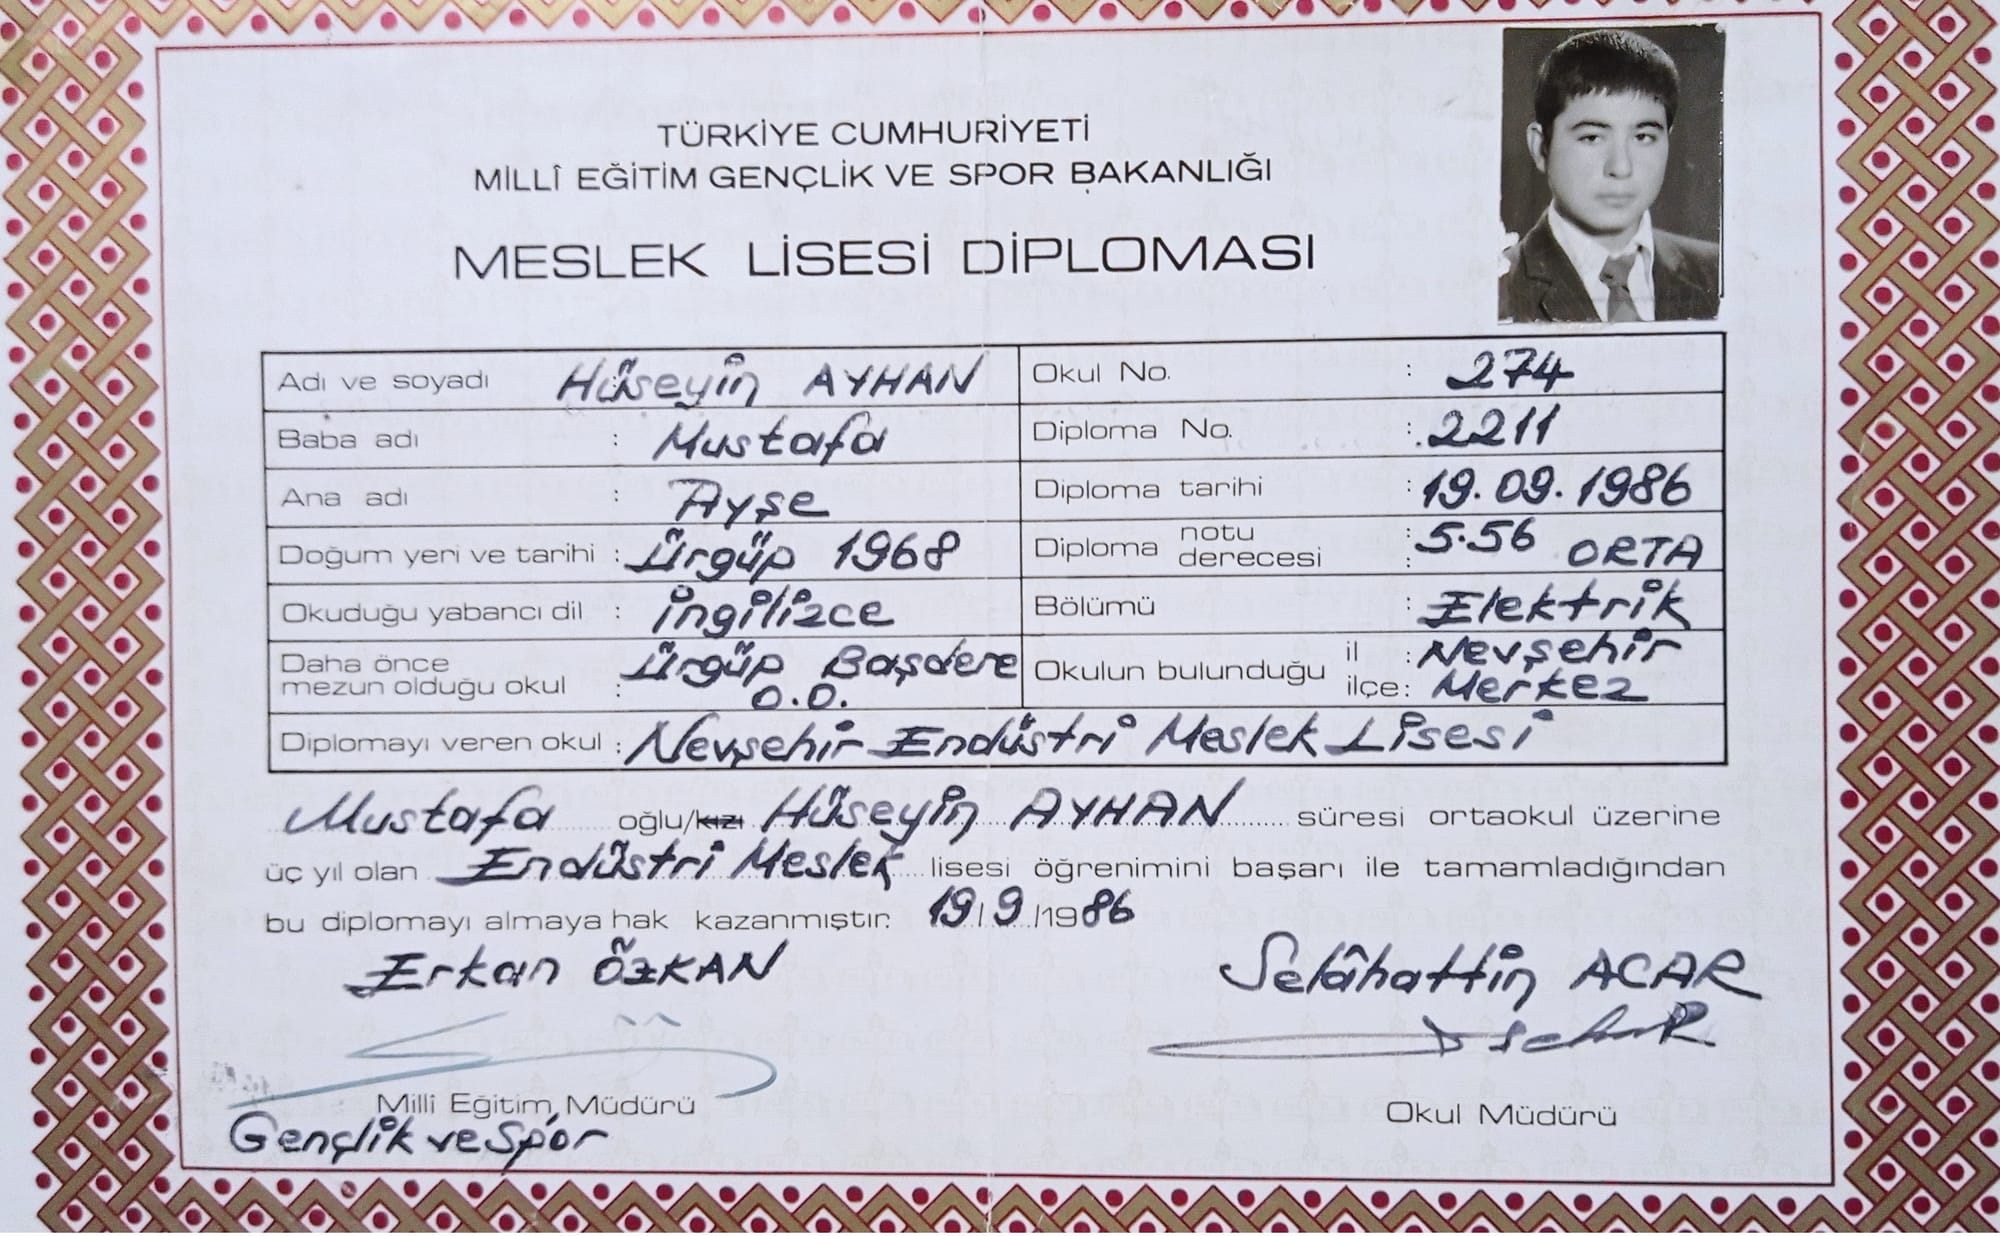 TÜRKİYE CUMHURİYETİ
MİLLÎ EĞİTİM GENÇLİK VE SPOR BAKANLIĞI
MESLEK LİSESİ DİPLOMASI
Adı ve soyadı Hüseyin AYHAN
Okul No. : 274
Baba adı : Mustafa
Diploma No. : 2211
Ana adı : Ayşe
Diploma tarihi : 19.09.1986
Doğum yeri ve tarihi : Ürgüp 1968
Diploma notu : 5.56
derecesi : ORTA
Okuduğu yabancı dil : İngilizce
Bölümü : Elektrik
Daha önce
mezun olduğu okul : Ürgüp Başdere O.O.
Okulun bulunduğu il : Nevşehir
ilçe : Merkez
Diplomayı veren okul : Nevşehir Endüstri Meslek Lisesi
Mustafa oğlu/kızı Hüseyin AYHAN süresi ortaokul üzerine
üç yıl olan Endüstri Meslek lisesi öğrenimini başarı ile tamamladığından
bu diplomayı almaya hak kazanmıştır. 19/9/1986
Erkan ÖZKAN
Selâhattin ACAR
Millî Eğitim, Müdürü
Gençlik ve Spor
Okul Müdürü